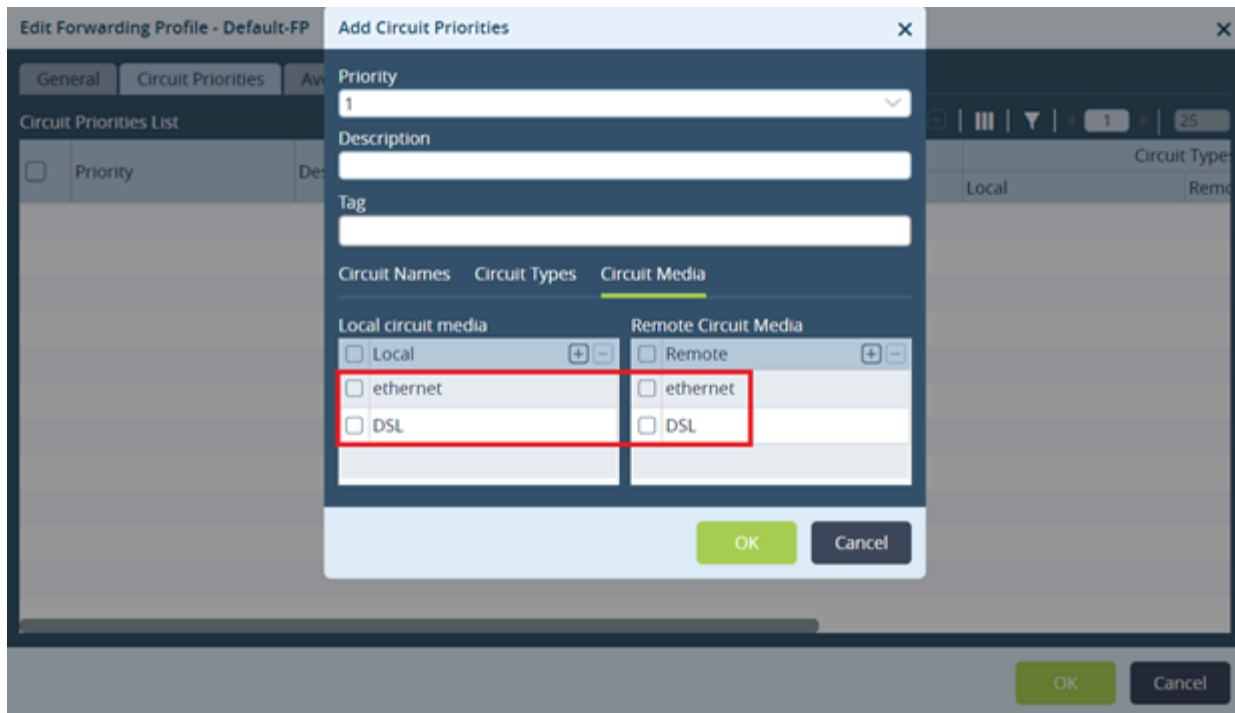 Edit Forwarding Profile - Default-FP
Add Circuit Priorities
General Circuit Priorities
Circuit Priorities List
1 25
Priority
Circuit Types
Local
Priority
1
Description
Tag
Circuit Names Circuit Types Circuit Media
Local circuit media Remote Circuit Media
Local Remote
ethernet ethernet
DSL DSL
OK Cancel
OK Cancel